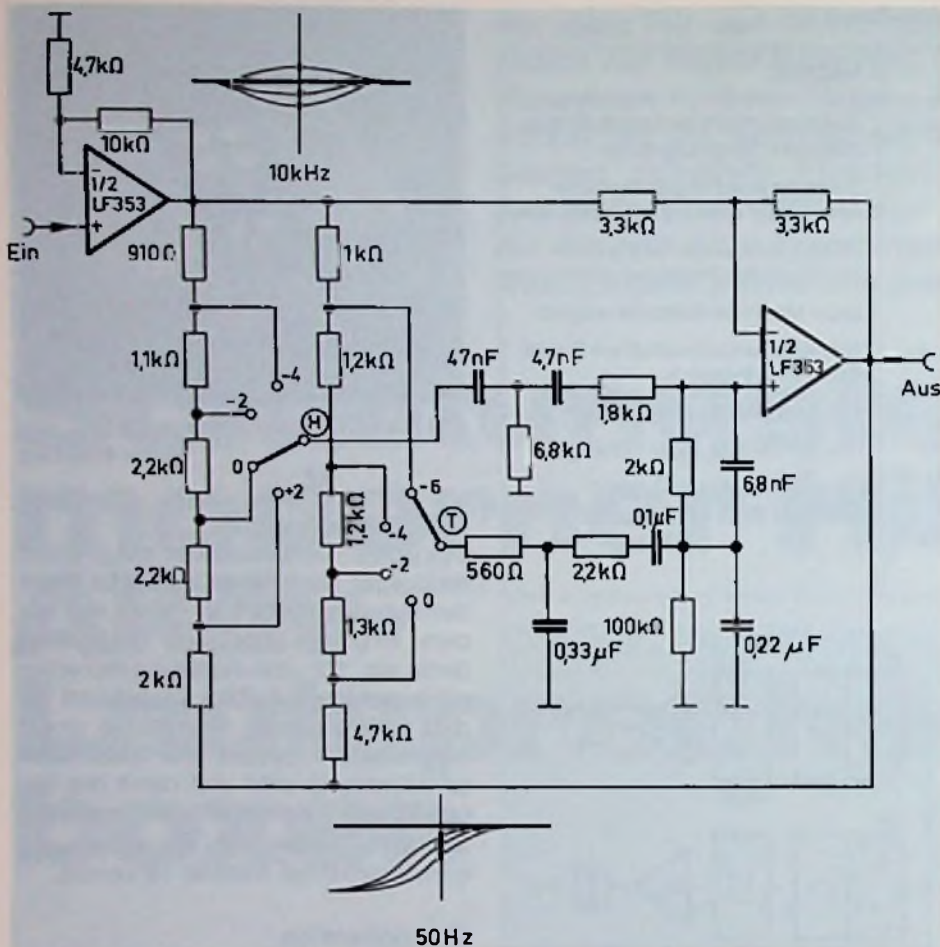 4,7kΩ
10kΩ
10kHz
−
1/2
LF353
+
Ein
910Ω
1kΩ
3,3kΩ
3,3kΩ
1,1kΩ
-4
1,2kΩ
47nF
4,7nF
−
1/2
LF353
+
Aus
-2
H
1,8kΩ
2,2kΩ
0
6,8kΩ
2kΩ
6,8nF
+2
1,2kΩ
-4
-6
T
0,1µF
2,2kΩ
-2
560Ω
2,2kΩ
1,3kΩ
0
0,33µF
100kΩ
0,22µF
2kΩ
4,7kΩ
50Hz